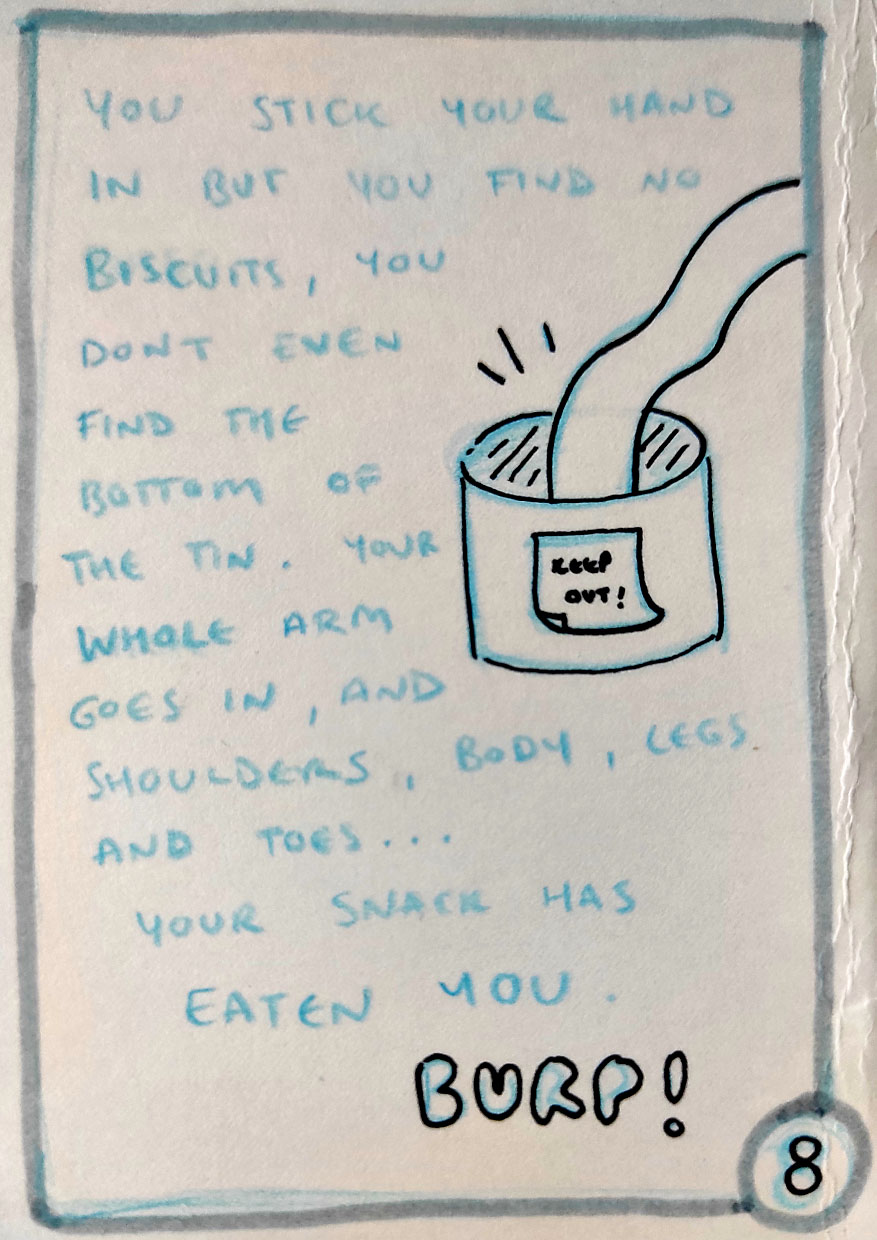 YOU STICK YOUR HAND
IN BUT YOU FIND NO
BISCUITS, YOU
DONT EVEN
FIND THE
BOTTOM OF
THE TIN. YOUR
WHOLE ARM
GOES IN, AND
SHOULDERS, BODY, LEGS
AND TOES...
YOUR SNACK HAS
EATEN YOU.
KEEP
OUT!
BURP!
8